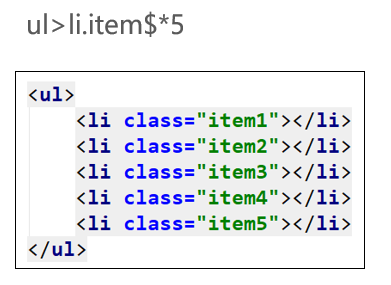 ul>li.item$*5
<ul>
    <li class="item1"></li>
    <li class="item2"></li>
    <li class="item3"></li>
    <li class="item4"></li>
    <li class="item5"></li>
</ul>